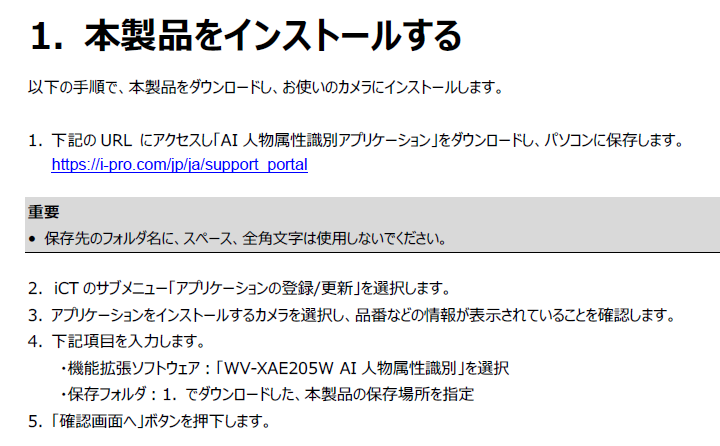 1. 本製品をインストールする
以下の手順で、本製品をダウンロードし、お使いのカメラにインストールします。
1. 下記の URL にアクセスし「AI 人物属性識別アプリケーション」をダウンロードし、パソコンに保存します。
https://i-pro.com/jp/ja/support_portal
重要
• 保存先のフォルダ名に、スペース、全角文字は使用しないでください。
2. iCT のサブメニュー「アプリケーションの登録/更新」を選択します。
3. アプリケーションをインストールするカメラを選択し、品番などの情報が表示されていることを確認します。
4. 下記項目を入力します。
・機能拡張ソフトウェア：「WV-XAE205W AI 人物属性識別」を選択
・保存フォルダ：1. でダウンロードした、本製品の保存場所を指定
5. 「確認画面へ」ボタンを押下します。